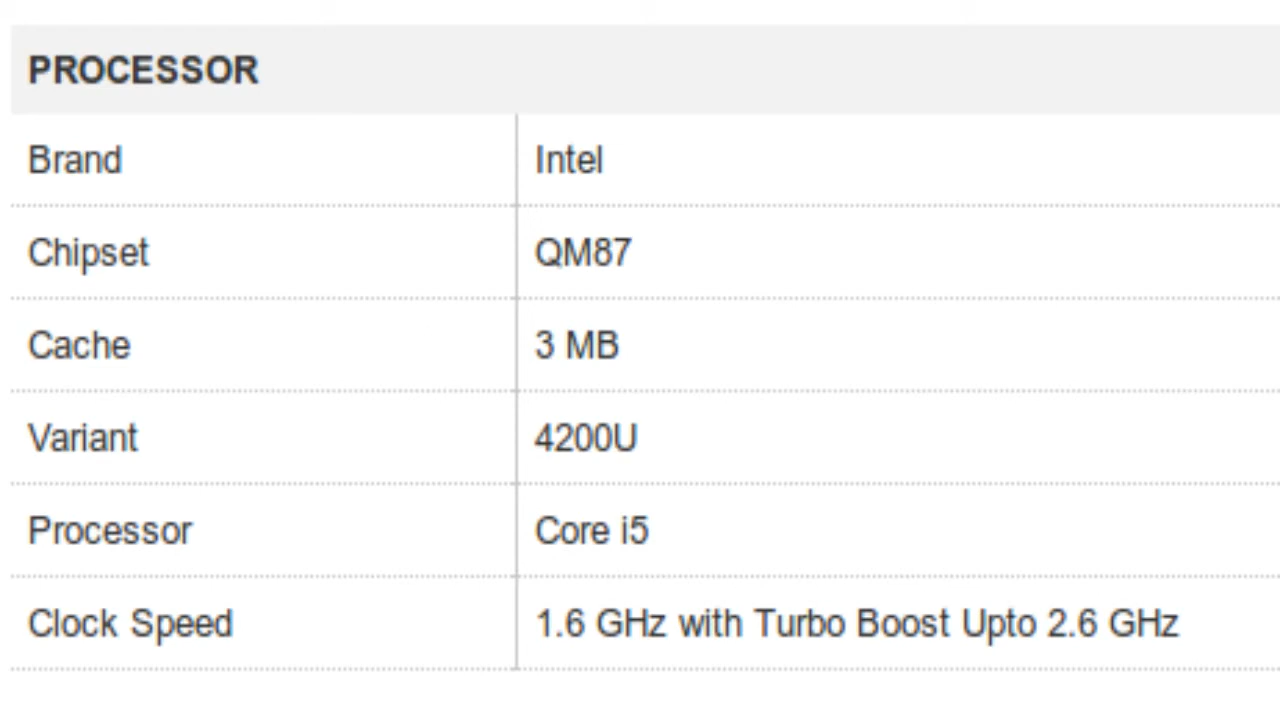 PROCESSOR
Brand Intel
Chipset QM87
Cache 3 MB
Variant 4200U
Processor Core i5
Clock Speed 1.6 GHz with Turbo Boost Upto 2.6 GHz